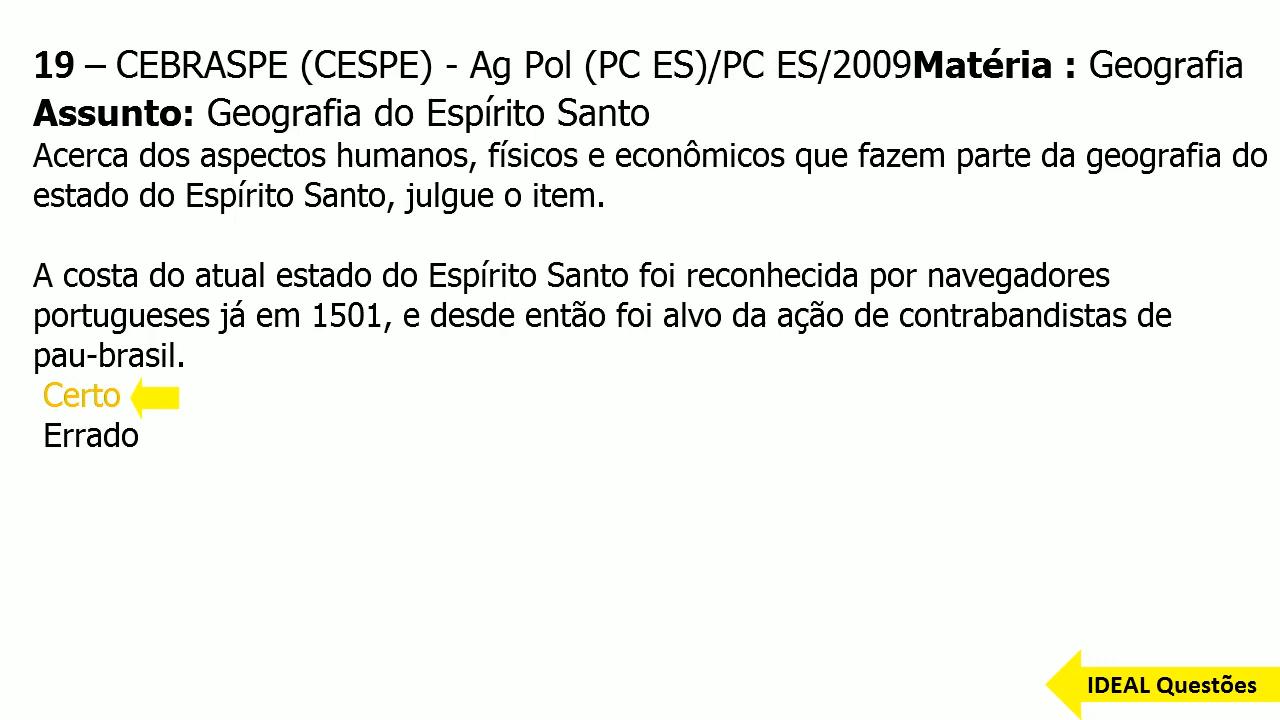 19 – CEBRASPE (CESPE) - Ag Pol (PC ES)/PC ES/2009Matéria : Geografia
Assunto: Geografia do Espírito Santo
Acerca dos aspectos humanos, físicos e econômicos que fazem parte da geografia do
estado do Espírito Santo, julgue o item.
A costa do atual estado do Espírito Santo foi reconhecida por navegadores
portugueses já em 1501, e desde então foi alvo da ação de contrabandistas de
pau-brasil.
Certo
Errado
IDEAL Questões